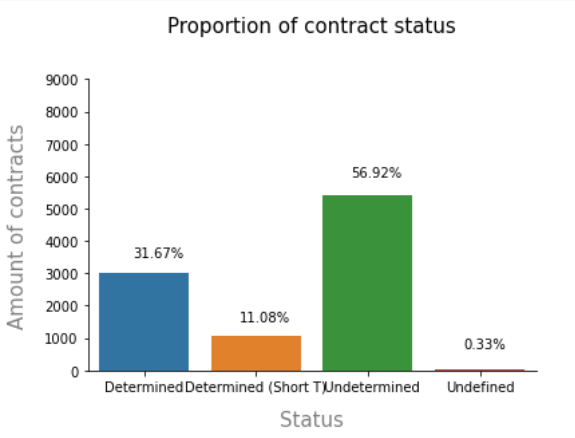 Proportion of contract status
Amount of contracts
9000
8000
7000
6000
5000
4000
3000
2000
1000
0
31.67%
11.08%
56.92%
0.33%
Determined
Determined (Short T)
Undetermined
Undefined
Status